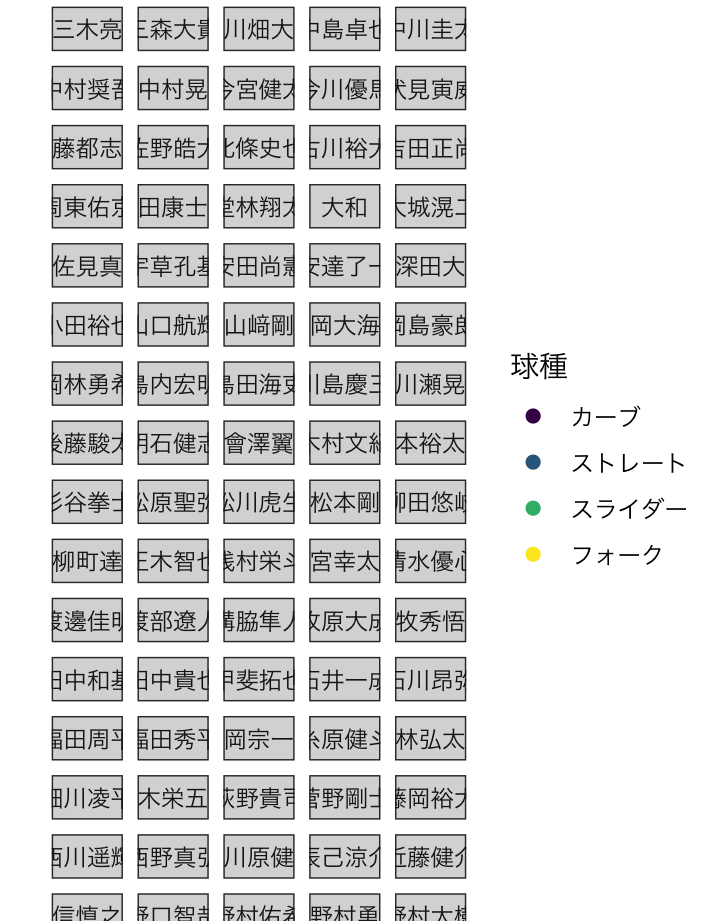 三木亮 三森大貴 川畑大 中島卓也 中川圭太
中村奨吾 中村晃 今宮健太 今川優馬 伏見寅威
藤都志 佐野皓大 北條史也 古川裕大 吉田正尚
周東佑京 田康士 堂林翔太 大和 大城滉二
佐見真 宇草孔基 安田尚憲 安達了一 深田大
小田裕也 山口航輝 山﨑剛 岡大海 岡島豪郎
岡林勇希 島内宏明 島田海吏 川島慶三 川瀬晃
後藤駿太 明石健志 會澤翼 木村文紀 本裕太
杉谷拳士 松原聖弥 松川虎生 松本剛 柳田悠岐
柳町達 正木智也 浅村栄斗 宮幸太 清水優心
渡邊佳明 渡部遼人 溝脇隼人 牧原大成 牧秀悟
田中和基 田中貴也 甲斐拓也 石井一成 石川昂弥
福田周平 福田秀平 岡宗一 糸原健斗 林弘太
細川凌平 木栄五 荻野貴司 菅野剛士 藤岡裕大
西川遥輝 西野真弘 川原健 辰己涼介 近藤健介
信慎之 野口智哉 野村佑希 野村勇 野村大樹
球種
カーブ
ストレート
スライダー
フォーク